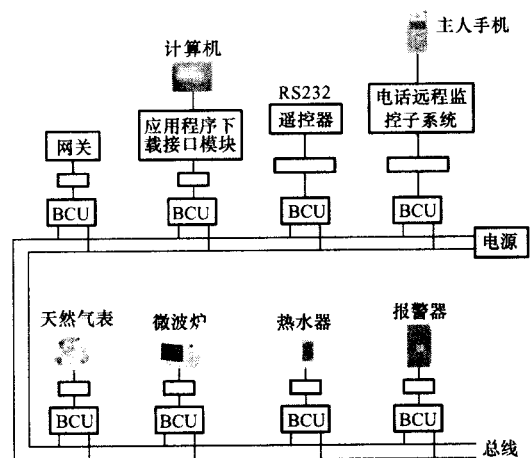 主人手机
计算机
RS232
遥控器
电话远程监
控子系统
应用程序下
载接口模块
网关
BCU
BCU
BCU
BCU
电源
天然气表
微波炉
热水器
报警器
BCU
BCU
BCU
BCU
总线